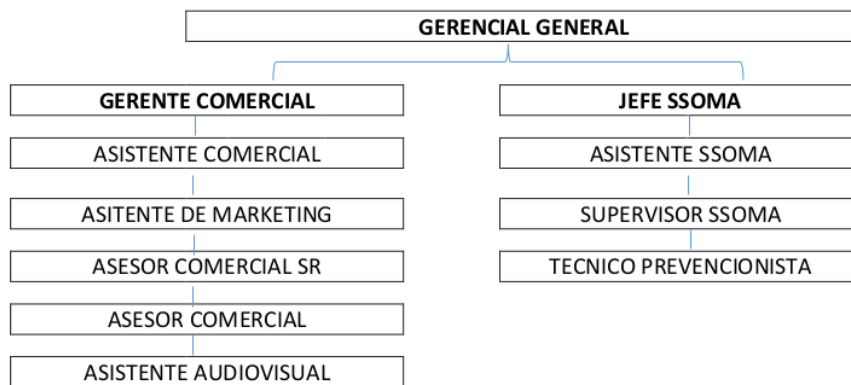 GERENCIAL GENERAL
GERENTE COMERCIAL
ASISTENTE COMERCIAL
ASITENTE DE MARKETING
ASESOR COMERCIAL SR
ASESOR COMERCIAL
ASISTENTE AUDIOVISUAL
JEFE SSOMA
ASISTENTE SSOMA
SUPERVISOR SSOMA
TECNICO PREVENCIONISTA